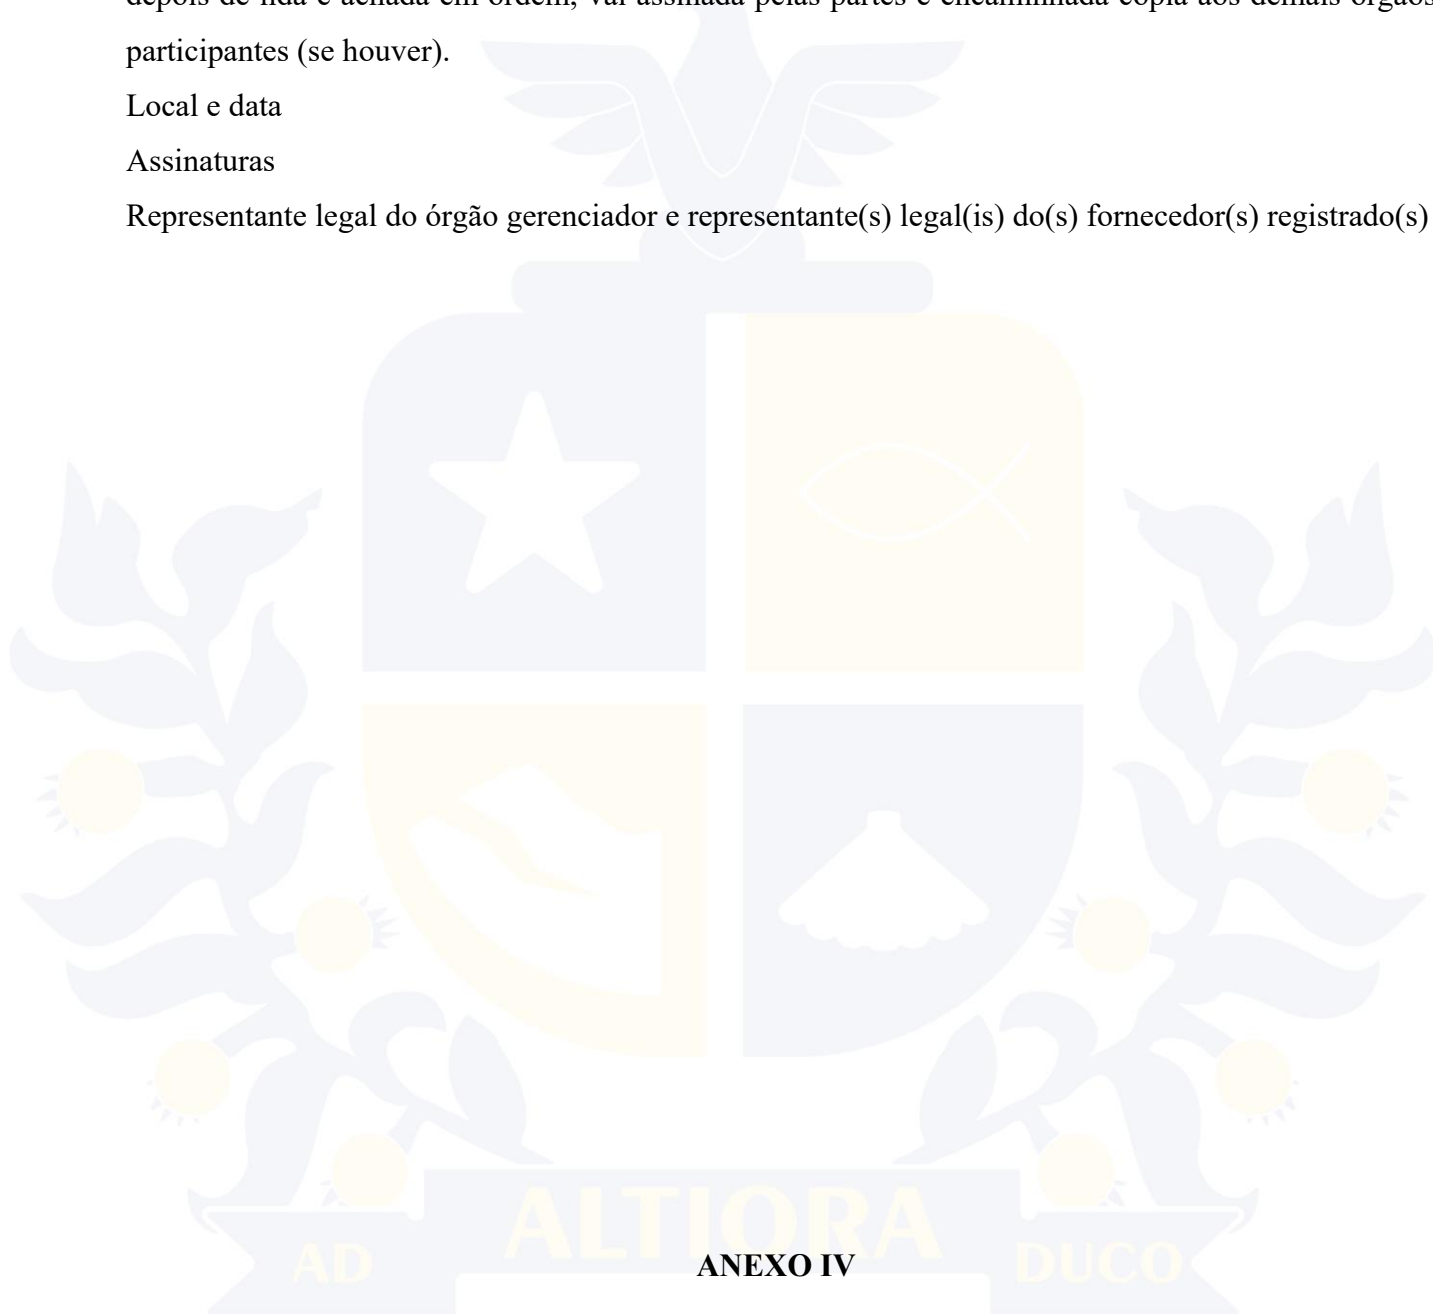 depois de lida e achada em ordem, vai assinada pelas partes e encaminhada cópia aos demais órgãos
participantes (se houver).
Local e data
Assinaturas
Representante legal do órgão gerenciador e representante(s) legal(is) do(s) fornecedor(s) registrado(s)
AD ALTIORA DUCO
ANEXO IV